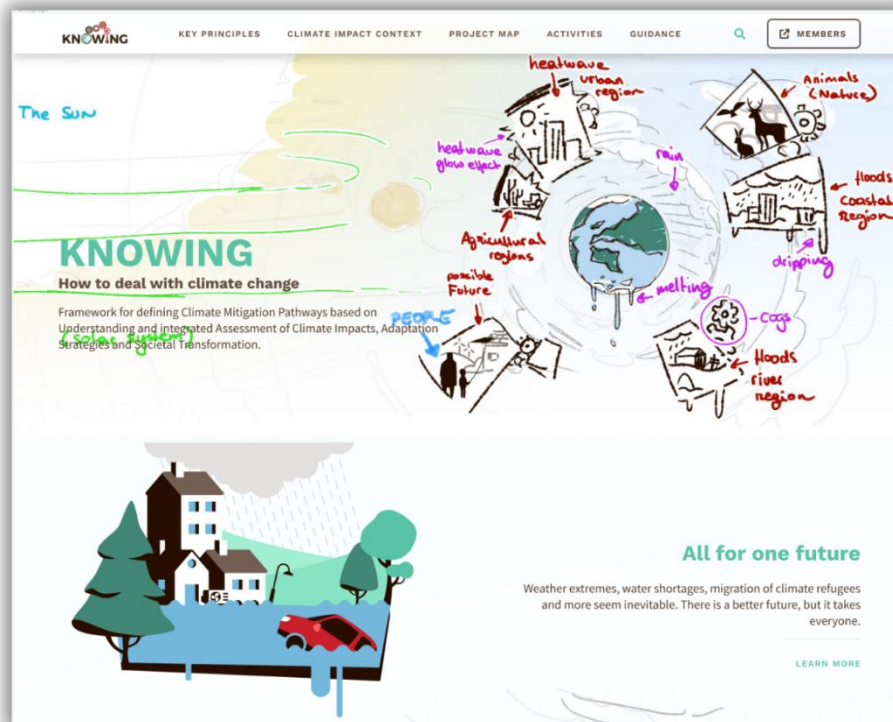 KNOWING
KEY PRINCIPLES
CLIMATE IMPACT CONTEXT
PROJECT MAP
ACTIVITIES
GUIDANCE
MEMBERS
The Sun
heatwave
urban
region
Animals
(Nature)
heatwave
glow effect
rain
floods
Coastal
Region
Agricultural
regions
dripping
possible
Future
melting
KNOWING
How to deal with climate change
Framework for defining Climate Mitigation Pathways based on
Understanding and integrated Assessment of Climate Impacts, Adaptation
Strategies and Societal Transformation.
(solar system)
PEOPLE
cogs
floods
river
region
All for one future
Weather extremes, water shortages, migration of climate refugees
and more seem inevitable. There is a better future, but it takes
everyone.
LEARN MORE